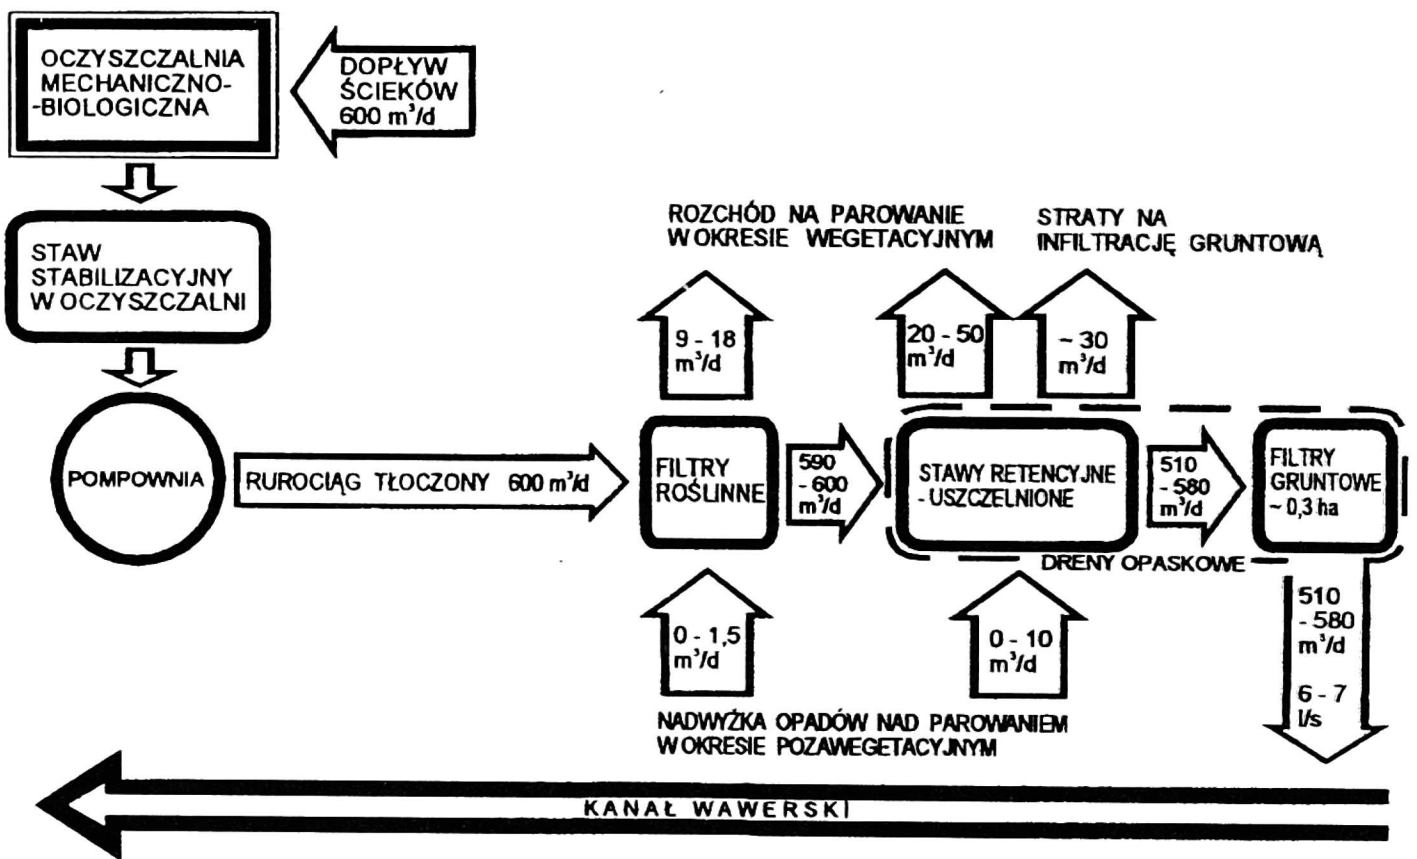 OCZYSZCZALNIA
MECHANICZNO-
-BIOLOGICZNA
DOPŁYW
ŚCIEKÓW
600 m³/d
STAW
STABILIZACYJNY
W OCZYSZCZALNI
ROZCHÓD NA PAROWANIE
W OKRESIE WEGETACYJNYM
STRATY NA
INFILTRACJĘ GRUNTOWĄ
9 - 18
m³/d
20 - 50
m³/d
~ 30
m³/d
POMPOWNIA
RUROCIĄG TŁOCZONY 600 m³/d
FILTRY
ROŚLINNE
590
- 600
m³/d
STAWY RETENCYJNE
- USZCZELNIONE
510
- 580
m³/d
FILTRY
GRUNTOWE
~ 0,3 ha
DRENY OPASKOWE
0 - 1,5
m³/d
0 - 10
m³/d
510
- 580
m³/d
6 - 7
l/s
NADWYŻKA OPADÓW NAD PAROWANIEM
W OKRESIE POZAWEGETACYJNYM
KANAŁ WAWERSKI